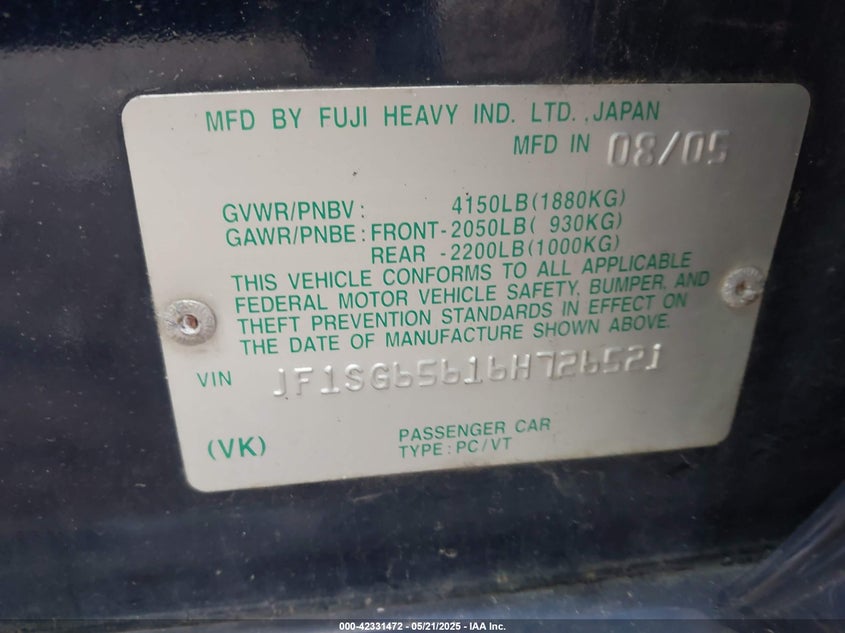 MFD BY FUJI HEAVY IND. LTD. ,JAPAN
MFD IN 08/05
GVWR/PNBV: 4150LB(1880KG)
GAWR/PNBE: FRONT-2050LB( 930KG)
REAR -2200LB(1000KG)
THIS VEHICLE CONFORMS TO ALL APPLICABLE
FEDERAL MOTOR VEHICLE SAFETY, BUMPER, AND
THEFT PREVENTION STANDARDS IN EFFECT ON
THE DATE OF MANUFACTURE SHOWN ABOVE.
VIN JF1SG65616H726521
(VK)
PASSENGER CAR
TYPE: PC/VT
000-42331472 -- 05/21/2025 -- IAA Inc.